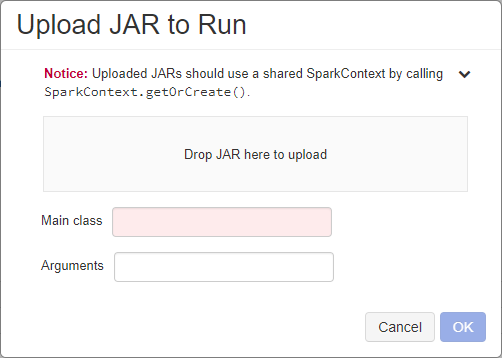 Upload JAR to Run
Notice: Uploaded JARs should use a shared SparkContext by calling
SparkContext.getOrCreate().
Drop JAR here to upload
Main class
Arguments
Cancel
OK